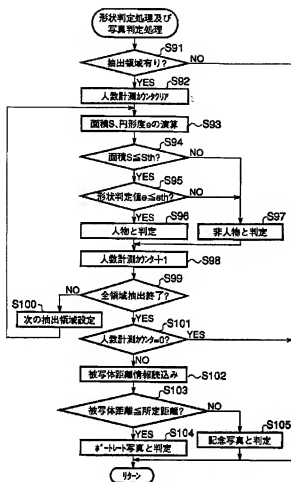 形状判定処理及び
写真判定処理
S91
抽出領域有り?
NO
YES
S92
人数計測カウンタクリア
面積S、円形度eの演算
S93
S94
面積S≦Sth?
NO
YES
S95
形状判定値e≦eth?
NO
YES
S96
人物と判定
S97
非人物と判定
人数計測カウンタ+1
S98
S99
全領域抽出終了?
NO
S100
次の抽出領域設定
YES
S101
人数計測カウンタ=0?
YES
NO
被写体距離情報読込み
S102
S103
被写体距離≦所定距離?
NO
YES
S104
ポートレート写真と判定
S105
記念写真と判定
リターン